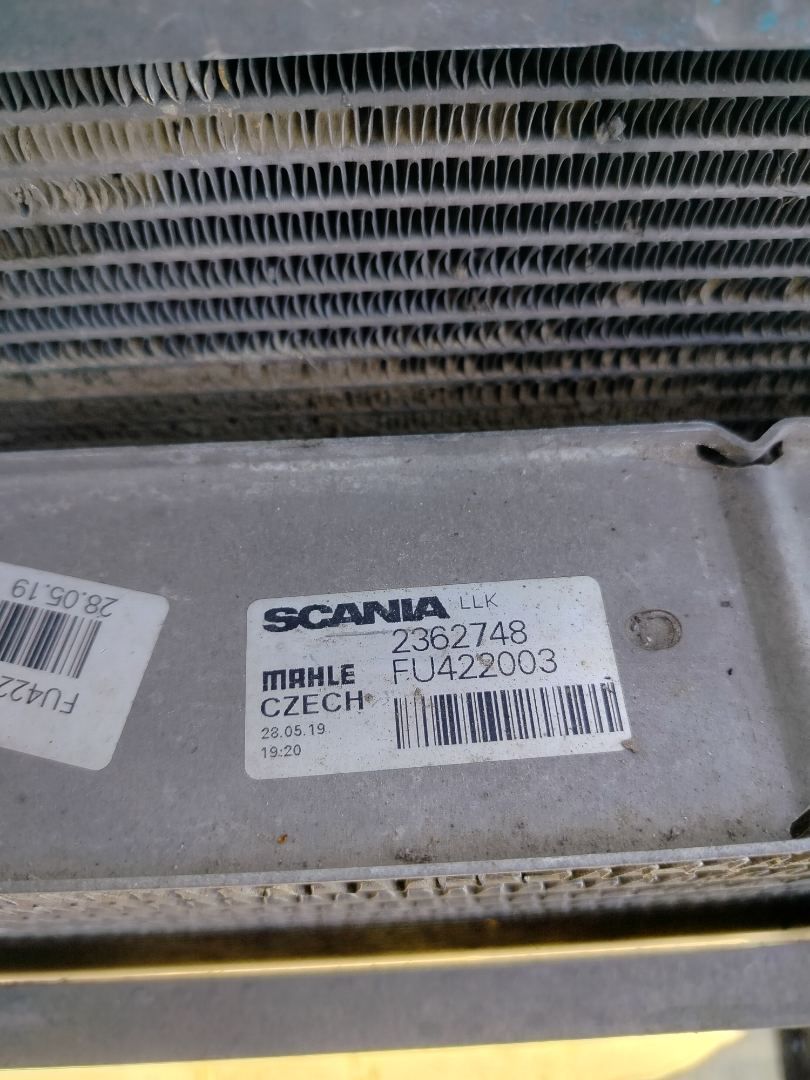 SCANIA LLK
2362748
MAHLE FU422003
CZECH
28.05.19
19:20
28.05.19
FU422